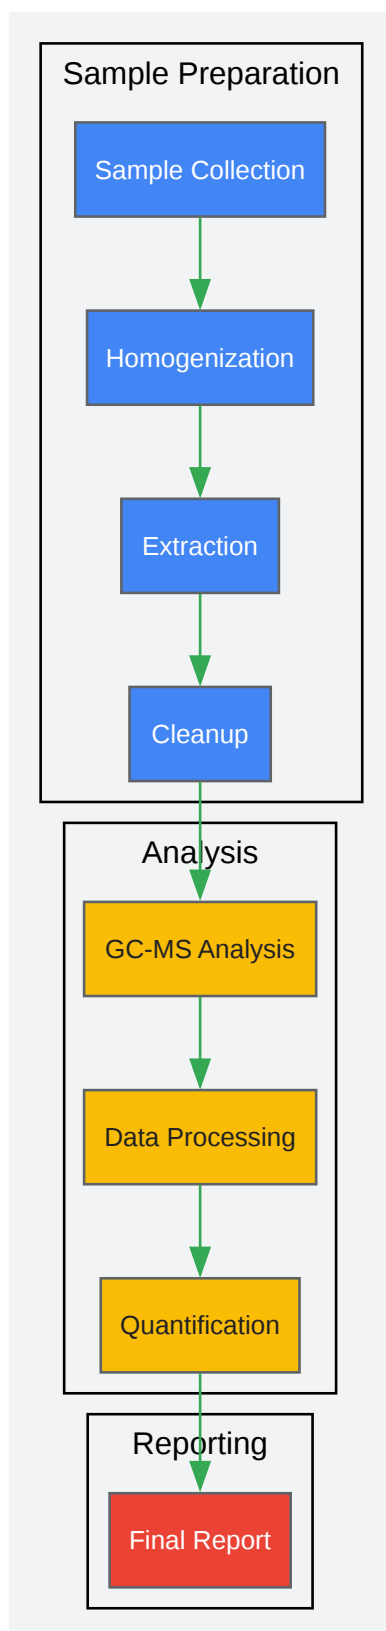 Sample Preparation
Sample Collection
Homogenization
Extraction
Cleanup
Analysis
GC-MS Analysis
Data Processing
Quantification
Reporting
Final Report